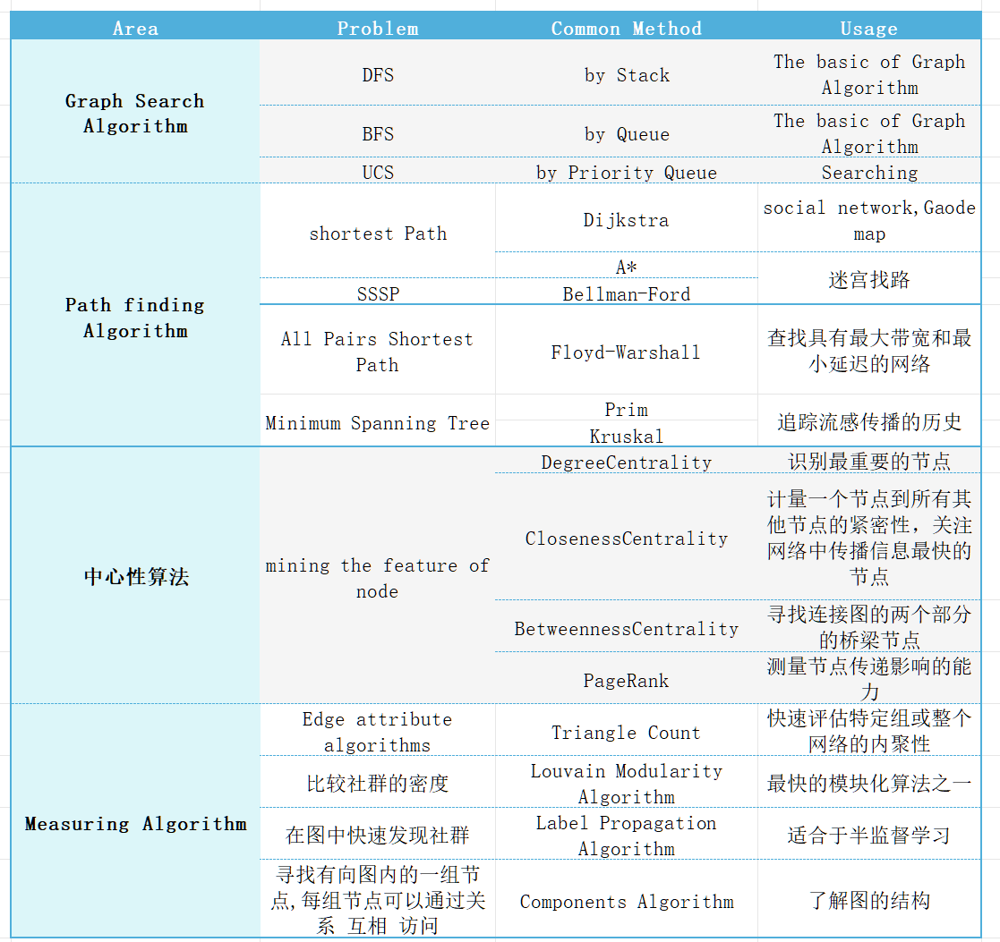 Area Problem Common Method Usage
Graph Search
Algorithm
DFS
by Stack
The basic of Graph
Algorithm
BFS
by Queue
The basic of Graph
Algorithm
UCS
by Priority Queue
Searching
Path finding
Algorithm
shortest Path
Dijkstra
social network,Gaode
map
A*
迷宫找路
SSSP
Bellman-Ford
All Pairs Shortest
Path
Floyd-Warshall
查找具有最大带宽和最
小延迟的网络
Minimum Spanning Tree
Prim
Kruskal
追踪流感传播的历史
中心性算法
mining the feature of
node
DegreeCentrality
识别最重要的节点
ClosenessCentrality
计量一个节点到所有其
他节点的紧密性，关注
网络中传播信息最快的
节点
BetweennessCentrality
寻找连接图的两个部分
的桥梁节点
PageRank
测量节点传递影响的能
力
Measuring Algorithm
Edge attribute
algorithms
Triangle Count
快速评估特定组或整个
网络的内聚性
比较社群的密度
Louvain Modularity
Algorithm
最快的模块化算法之一
在图中快速发现社群
Label Propagation
Algorithm
适合于半监督学习
寻找有向图内的一组节
点,每组节点可以通过关
系 互相 访问
Components Algorithm
了解图的结构